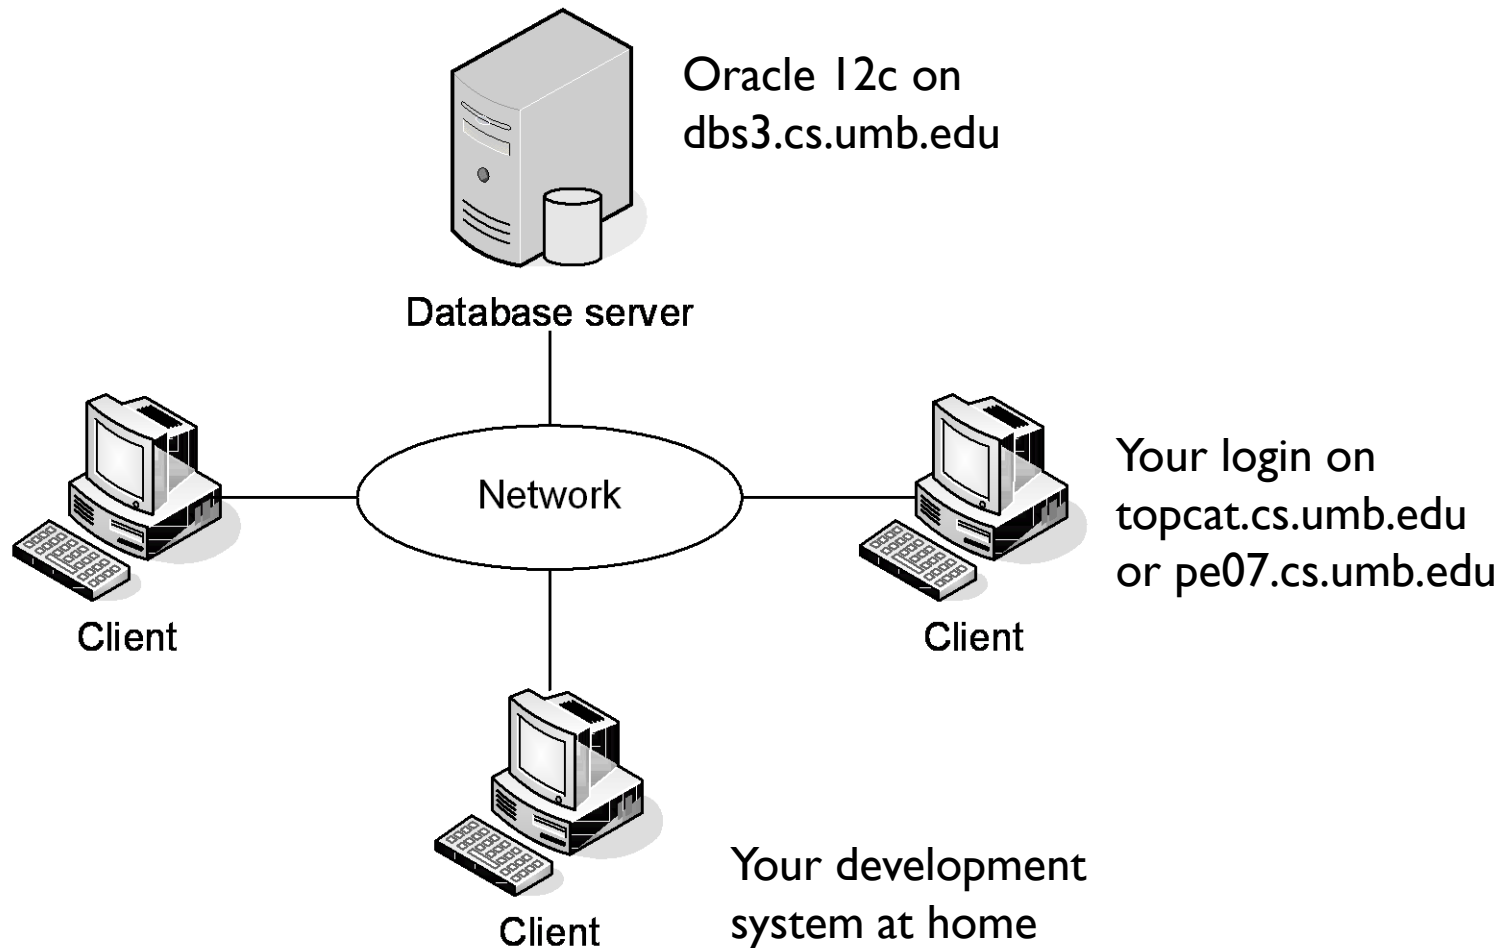 Oracle 12c on
dbs3.cs.umb.edu
Database server
Network
Your login on
topcat.cs.umb.edu
or pe07.cs.umb.edu
Client
Client
Your development
system at home
Client